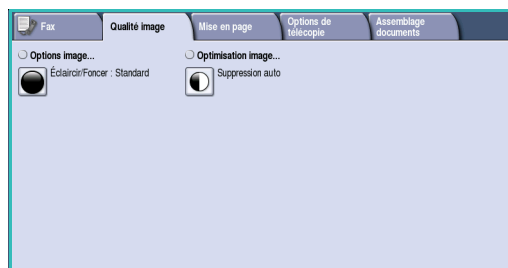 Fax
Qualité image
Mise en page
Options de
télécopie
Assemblage
documents
Options image...
Éclaircir/Foncer : Standard
Optimisation image...
Suppression auto